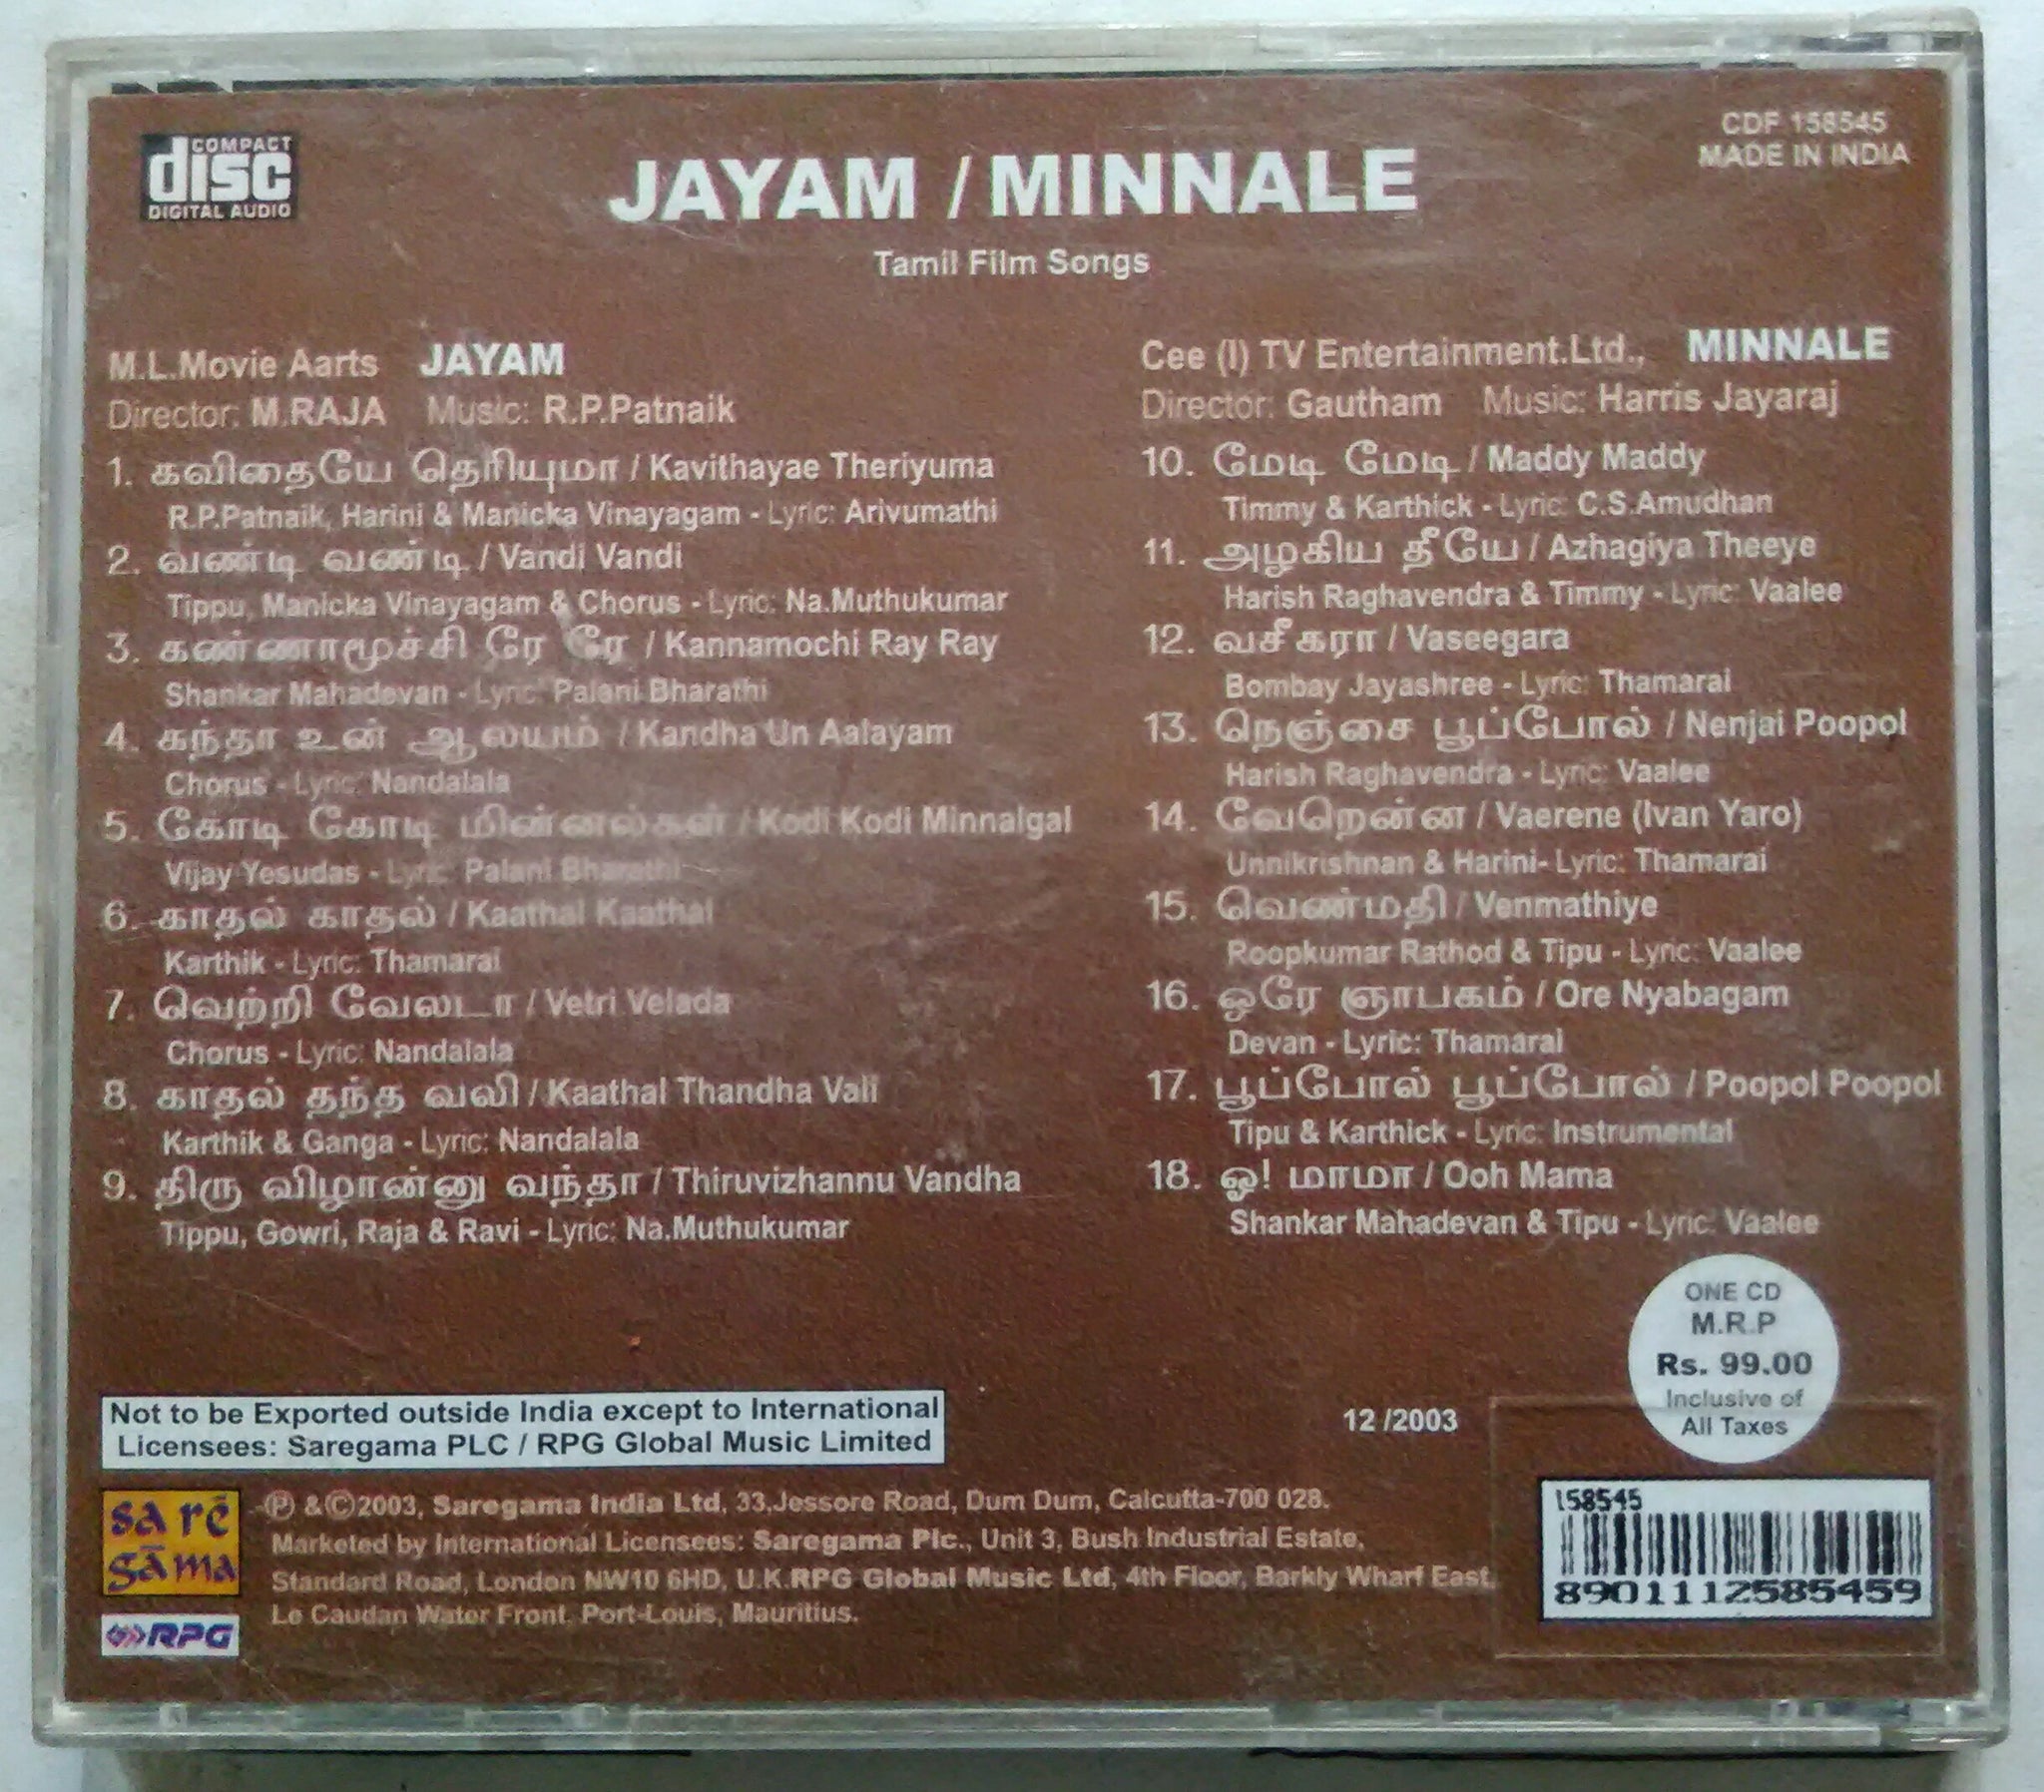 COMPACT
disc
DIGITAL AUDIO
CDF 158545
MADE IN INDIA
JAYAM / MINNALE
Tamil Film Songs
M.L.Movie Aarts JAYAM
Director: M.RAJA Music: R.P.Patnaik
1. கவிதையே தெரியுமா / Kavithayae Theriyuma
R.P.Patnaik, Harini & Manicka Vinayagam - Lyric: Arivumathi
2. வண்டி வண்டி / Vandi Vandi
Tippu, Manicka Vinayagam & Chorus - Lyric: Na.Muthukumar
3. கண்ணாமூச்சி ரே ரே / Kannamochi Ray Ray
Shankar Mahadevan - Lyric: Palani Bharathi
4. கந்தா உன் ஆலயம் / Kandha Un Aalayam
Chorus - Lyric: Nandalala
5. கோடி கோடி மின்னல்கள் / Kodi Kodi Minnalgal
Vijay Yesudas - Lyric: Palani Bharathi
6. காதல் காதல் / Kaathal Kaathal
Karthik - Lyric: Thamarai
7. வெற்றி வேலடா / Vetri Velada
Chorus - Lyric: Nandalala
8. காதல் தந்த வலி / Kaathal Thandha Vali
Karthik & Ganga - Lyric: Nandalala
9. திரு விழான்னு வந்தா / Thiruvizhannu Vandha
Tippu, Gowri, Raja & Ravi - Lyric: Na.Muthukumar
Cee (I) TV Entertainment.Ltd., MINNALE
Director: Gautham Music: Harris Jayaraj
10. மேடி மேடி / Maddy Maddy
Timmy & Karthick - Lyric: C.S.Amudhan
11. அழகிய தீயே / Azhagiya Theeye
Harish Raghavendra & Timmy - Lyric: Vaalee
12. வசீகரா / Vaseegara
Bombay Jayashree - Lyric: Thamarai
13. நெஞ்சை பூப்போல் / Nenjai Poopol
Harish Raghavendra - Lyric: Vaalee
14. வேறென்ன / Vaerene (Ivan Yaro)
Unnikrishnan & Harini- Lyric: Thamarai
15. வெண்மதி / Venmathiye
Roopkumar Rathod & Tipu - Lyric: Vaalee
16. ஒரே ஞாபகம் / Ore Nyabagam
Devan - Lyric: Thamarai
17. பூப்போல் பூப்போல் / Poopol Poopol
Tipu & Karthick - Lyric: Instrumental
18. ஓ! மாமா / Ooh Mama
Shankar Mahadevan & Tipu - Lyric: Vaalee
ONE CD
M.R.P
Rs. 99.00
Inclusive of
All Taxes
Not to be Exported outside India except to International
Licensees: Saregama PLC / RPG Global Music Limited
12 /2003
sa rē
gāma
RPG
℗ &©2003, Saregama India Ltd, 33,Jessore Road, Dum Dum, Calcutta-700 028.
Marketed by International Licensees: Saregama Plc., Unit 3, Bush Industrial Estate,
Standard Road, London NW10 6HD, U.K.RPG Global Music Ltd, 4th Floor, Barkly Wharf East,
Le Caudan Water Front. Port-Louis, Mauritius.
158545
8901112585459